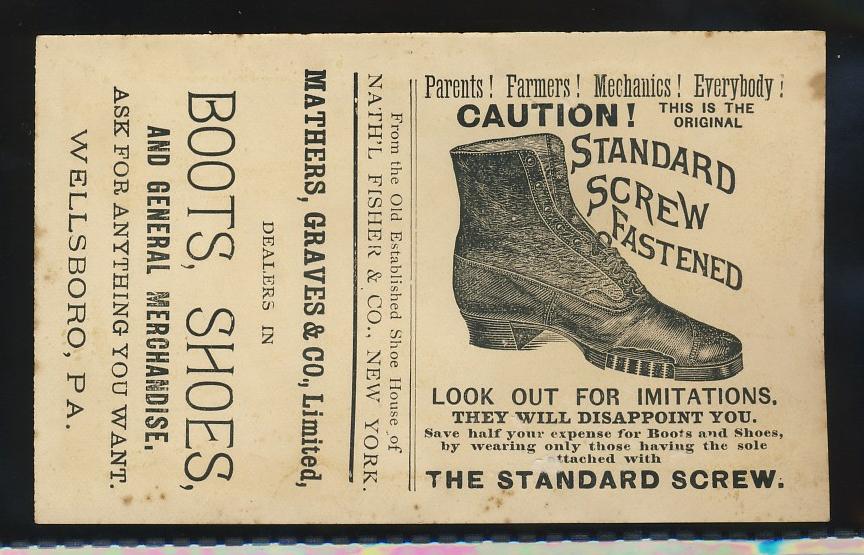 Parents! Farmers! Mechanics! Everybody!
CAUTION! THIS IS THE
ORIGINAL
STANDARD
SCREW
FASTENED
LOOK OUT FOR IMITATIONS.
THEY WILL DISAPPOINT YOU.
Save half your expense for Boots and Shoes,
by wearing only those having the sole
attached with
THE STANDARD SCREW.
From the Old Established Shoe House of
NATH'L FISHER & CO., NEW YORK.
MATHERS, GRAVES & CO., Limited,
DEALERS IN
BOOTS, SHOES,
AND GENERAL MERCHANDISE.
ASK FOR ANYTHING YOU WANT.
WELLSBORO, PA.